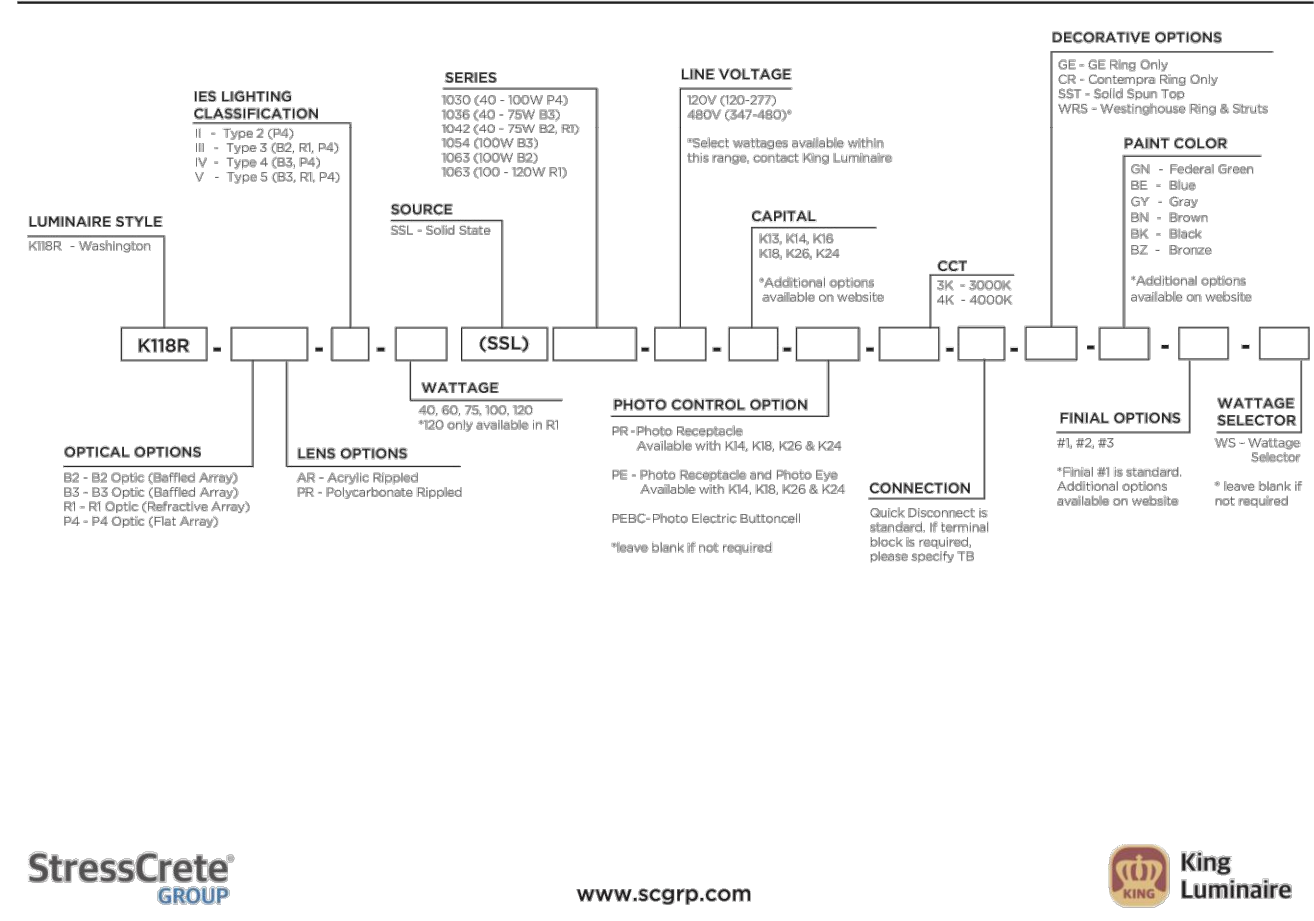 DECORATIVE OPTIONS
GE - GE Ring Only
CR - Contempra Ring Only
SST - Solid Spun Top
WRS - Westinghouse Ring & Struts
SERIES
1030 (40 - 100W P4)
1036 (40 - 75W B3)
1042 (40 - 75W B2, R1)
1054 (100W B3)
1063 (100W B2)
1063 (100 - 120W R1)
LINE VOLTAGE
120V (120-277)
480V (347-480)*
*Select wattages available within
this range, contact King Luminaire
IES LIGHTING
CLASSIFICATION
II - Type 2 (P4)
III - Type 3 (B2, R1, P4)
IV - Type 4 (B3, P4)
V - Type 5 (B3, R1, P4)
PAINT COLOR
GN - Federal Green
BE - Blue
GY - Gray
BN - Brown
BK - Black
BZ - Bronze
*Additional options
available on website
LUMINAIRE STYLE
K118R - Washington
SOURCE
SSL - Solid State
CAPITAL
K13, K14, K16
K18, K26, K24
*Additional options
available on website
CCT
3K - 3000K
4K - 4000K
K118R - - - (SSL) - - - - - - - - -
WATTAGE
40, 60, 75, 100, 120
*120 only available in R1
OPTICAL OPTIONS
B2 - B2 Optic (Baffled Array)
B3 - B3 Optic (Baffled Array)
R1 - R1 Optic (Refractive Array)
P4 - P4 Optic (Flat Array)
LENS OPTIONS
AR - Acrylic Rippled
PR - Polycarbonate Rippled
PHOTO CONTROL OPTION
PR -Photo Receptacle
Available with K14, K18, K26 & K24
PE - Photo Receptacle and Photo Eye
Available with K14, K18, K26 & K24
PEBC-Photo Electric Buttoncell
*leave blank if not required
CONNECTION
Quick Disconnect is
standard. If terminal
block is required,
please specify TB
FINIAL OPTIONS
#1, #2, #3
*Finial #1 is standard.
Additional options
available on website
WATTAGE
SELECTOR
WS - Wattage
Selector
* leave blank if
not required
StressCrete®
GROUP
www.scgrp.com
KING
King
Luminaire